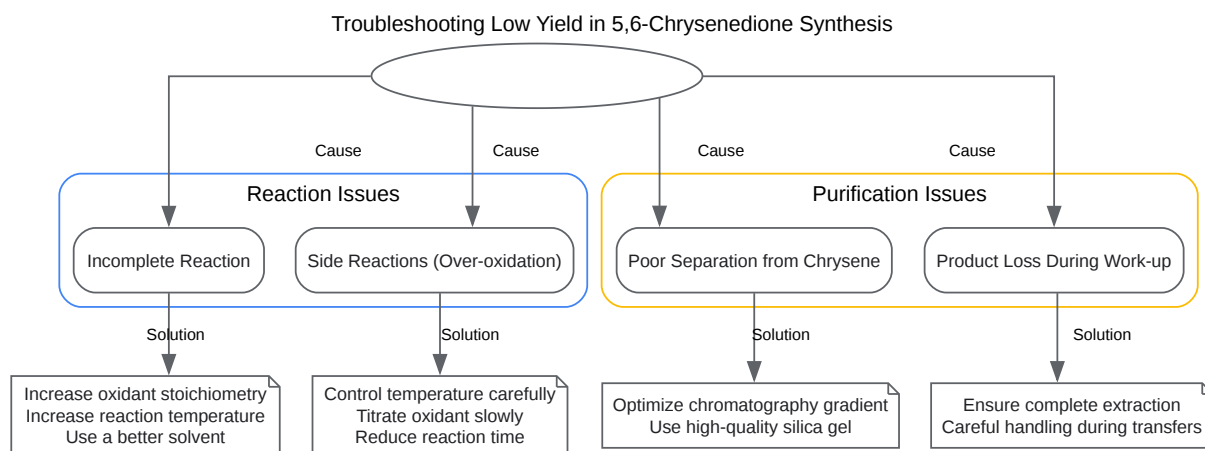 Troubleshooting Low Yield in 5,6-Chrysenedione Synthesis
Cause
Cause
Cause
Cause
Reaction Issues
Purification Issues
Incomplete Reaction
Side Reactions (Over-oxidation)
Poor Separation from Chrysene
Product Loss During Work-up
Solution
Solution
Solution
Solution
Increase oxidant stoichiometry
Increase reaction temperature
Use a better solvent
Control temperature carefully
Titrate oxidant slowly
Reduce reaction time
Optimize chromatography gradient
Use high-quality silica gel
Ensure complete extraction
Careful handling during transfers